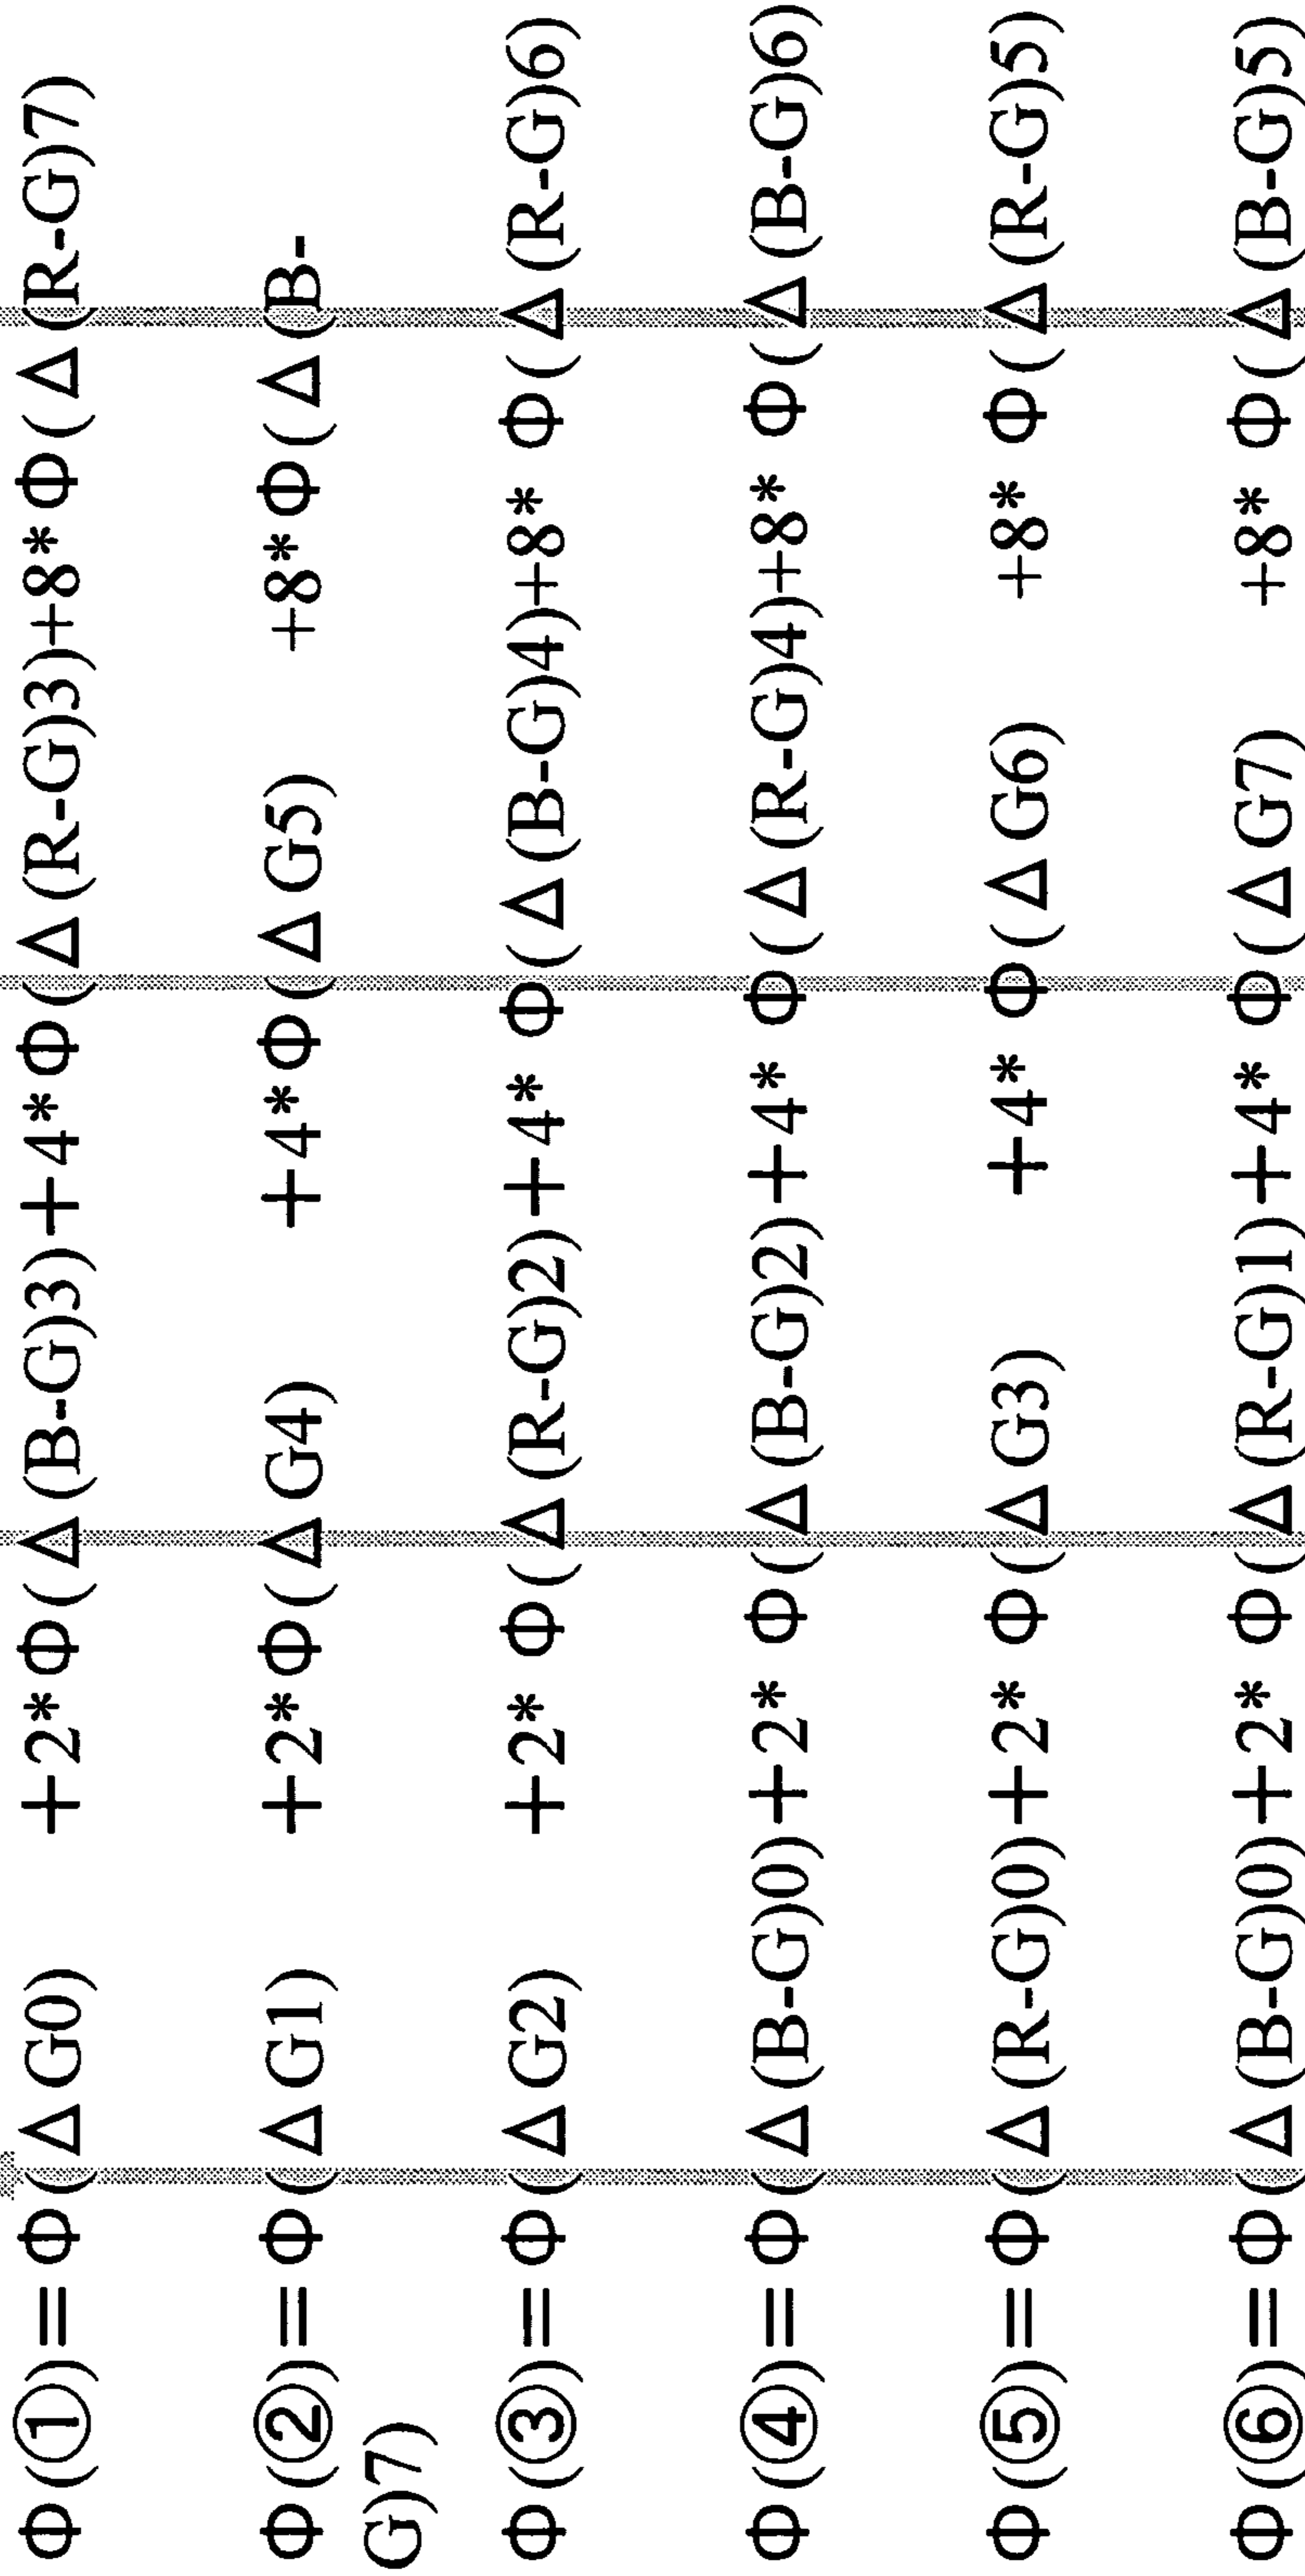 Φ(①)=Φ(ΔG0) +2*Φ(Δ(B-G)3)+4*Φ(Δ(R-G)3)+8*Φ(Δ(R-G)7)
Φ(②)=Φ(ΔG1) +2*Φ(ΔG4) +4*Φ(ΔG5) +8*Φ(Δ(B-
G)7)
Φ(③)=Φ(ΔG2) +2* Φ(Δ(R-G)2)+4* Φ(Δ(B-G)4)+8* Φ(Δ(R-G)6)
Φ(④)=Φ(Δ(B-G)0)+2* Φ(Δ(B-G)2)+4* Φ(Δ(R-G)4)+8* Φ(Δ(B-G)6)
Φ(⑤)=Φ(Δ(R-G)0)+2* Φ(ΔG3) +4* Φ(ΔG6) +8* Φ(Δ(R-G)5)
Φ(⑥)=Φ(Δ(B-G)0)+2* Φ(Δ(R-G)1)+4* Φ(ΔG7) +8* Φ(Δ(B-G)5)